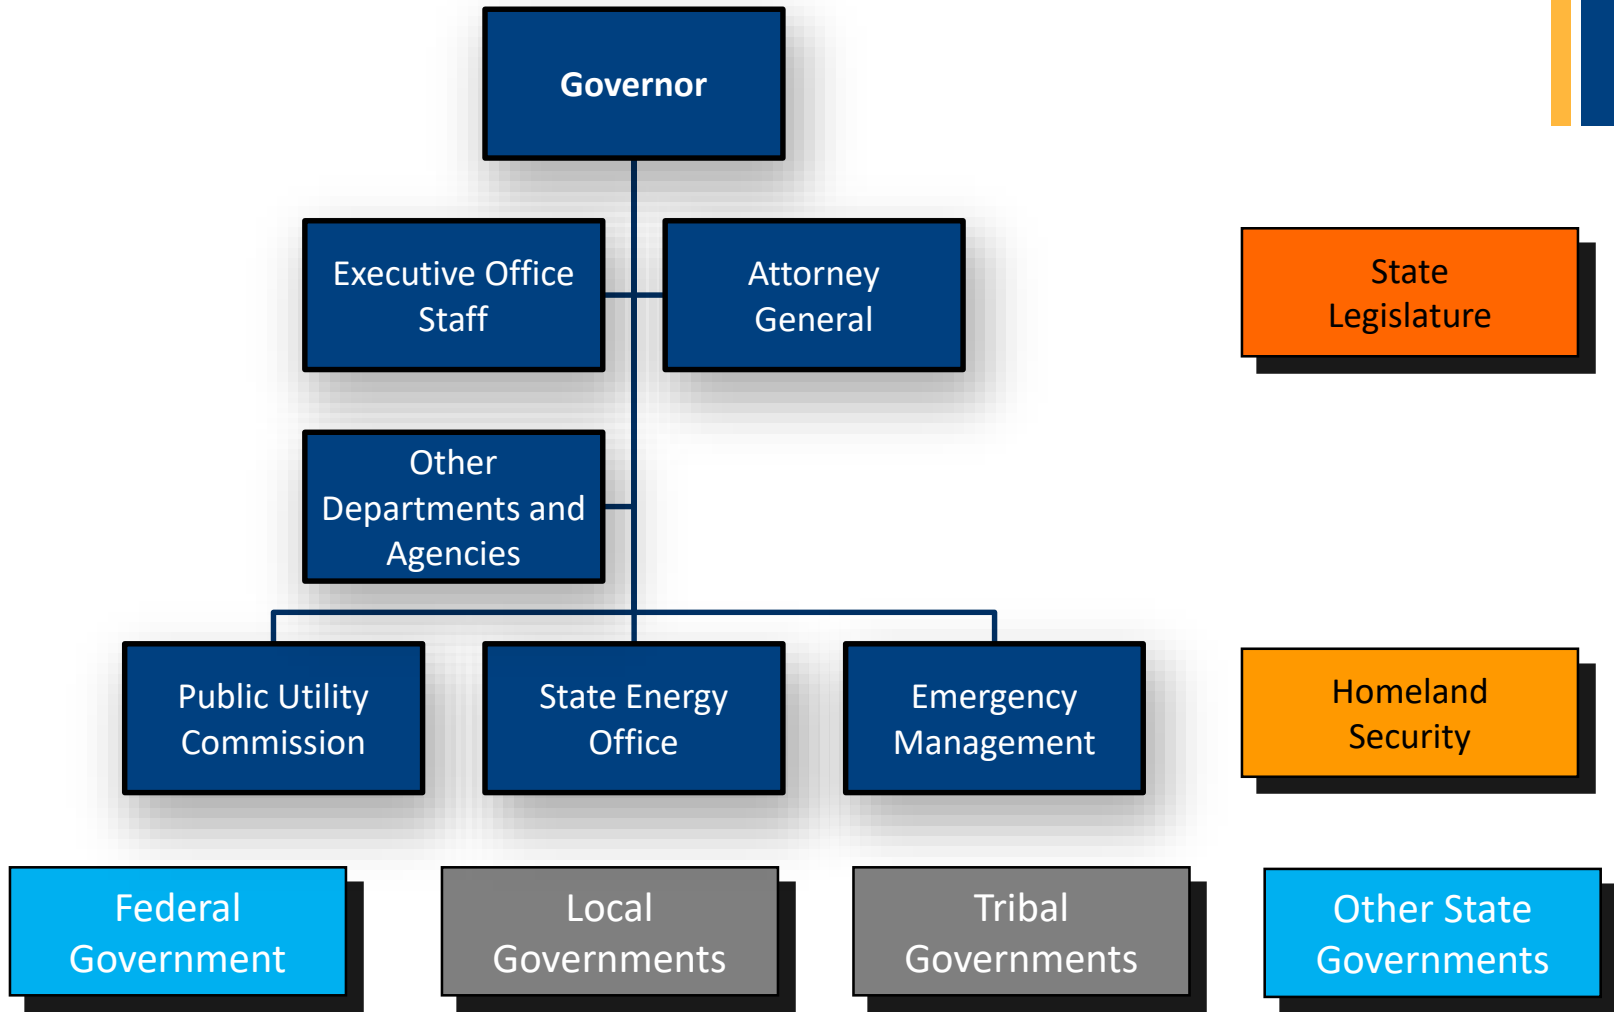 Governor
Executive Office
Staff
Attorney
General
State
Legislature
Other
Departments and
Agencies
Public Utility
Commission
State Energy
Office
Emergency
Management
Homeland
Security
Federal
Government
Local
Governments
Tribal
Governments
Other State
Governments